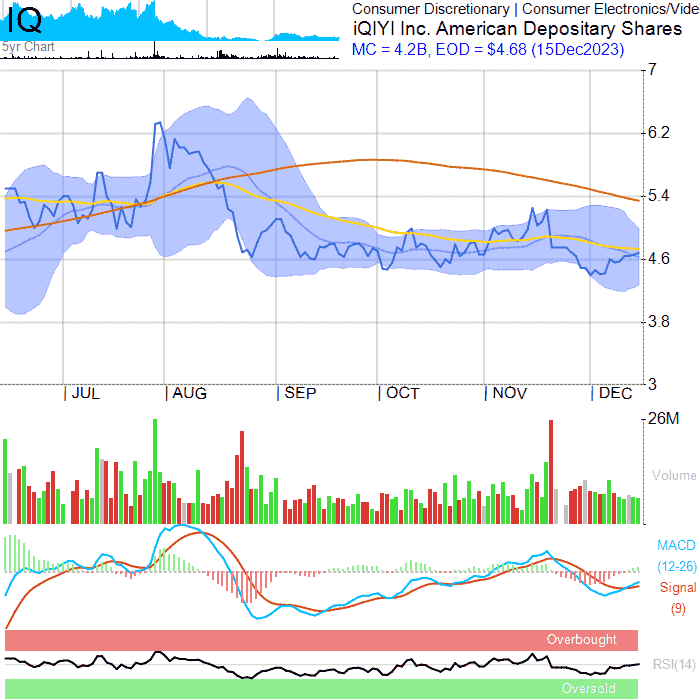 IQ
5yr Chart
Consumer Discretionary | Consumer Electronics/Vide
iQIYI Inc. American Depositary Shares
MC = 4.2B, EOD = $4.68 (15Dec2023)
7
6.2
5.4
4.6
3.8
3
| JUL | AUG | SEP | OCT | NOV | DEC
26M
Volume
MACD
(12-26)
Signal
(9)
Overbought
RSI(14)
Oversold